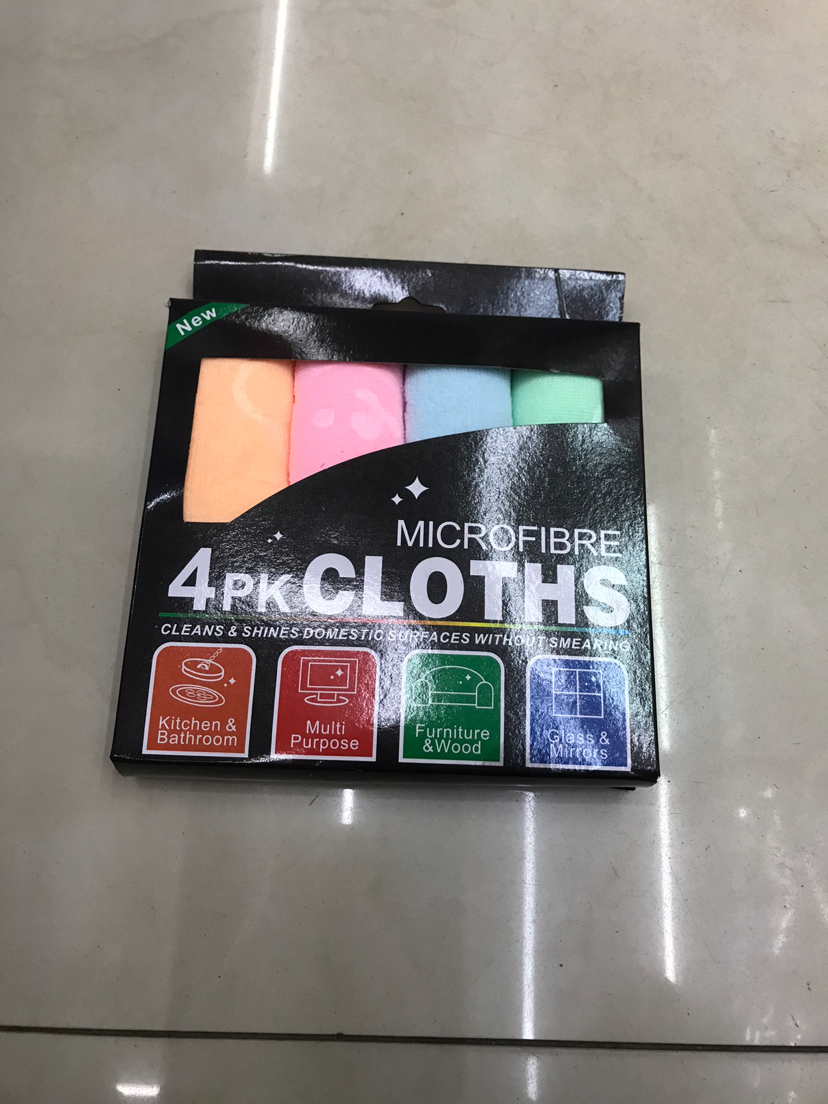 New
MICROFIBRE
4PK CLOTHS
CLEANS & SHINES DOMESTIC SURFACES WITHOUT SMEARING
Kitchen &
Bathroom
Multi
Purpose
Furniture
&Wood
Glass &
Mirrors